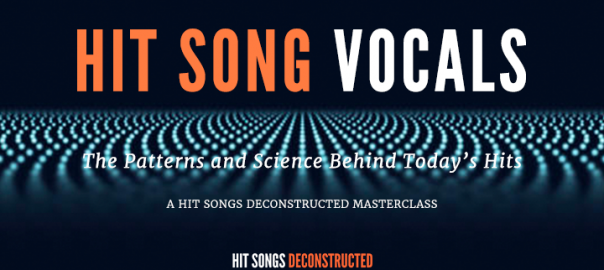 HIT SONG VOCALS
The Patterns and Science Behind Today's Hits
A HIT SONGS DECONSTRUCTED MASTERCLASS
HIT SONGS DECONSTRUCTED